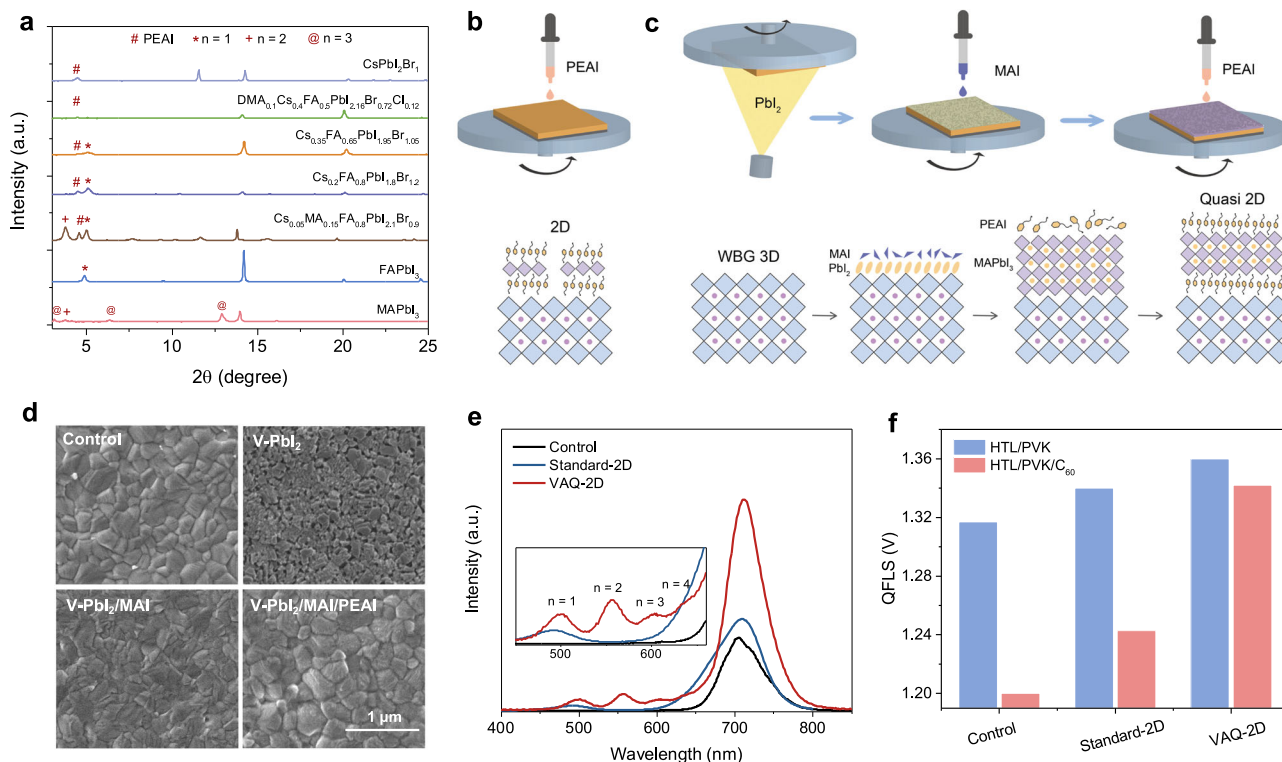 a
# PEAI * n = 1 + n = 2 @ n = 3
#
CsPbI2Br1
#
DMA0.1Cs0.4FA0.5PbI2.16Br0.72Cl0.12
# *
Cs0.35FA0.65PbI1.95Br1.05
# *
Cs0.2FA0.8PbI1.8Br1.2
+ # *
Cs0.05MA0.15FA0.8PbI2.1Br0.9
*
FAPbI3
@ + @ @
MAPbI3
5 10 15 20 25
2θ (degree)
Intensity (a.u.)
b
PEAI
2D
c
PbI2
MAI
PEAI
WBG 3D
MAI
PbI2
PEAI
MAPbI3
Quasi 2D
d
Control
V-PbI2
V-PbI2/MAI
V-PbI2/MAI/PEAI
1 μm
e
Control
Standard-2D
VAQ-2D
n = 1
n = 2
n = 3
n = 4
500 600
400 500 600 700 800
Wavelength (nm)
Intensity (a.u.)
f
HTL/PVK
HTL/PVK/C60
1.36
1.32
1.28
1.24
1.20
QFLS (V)
Control
Standard-2D
VAQ-2D